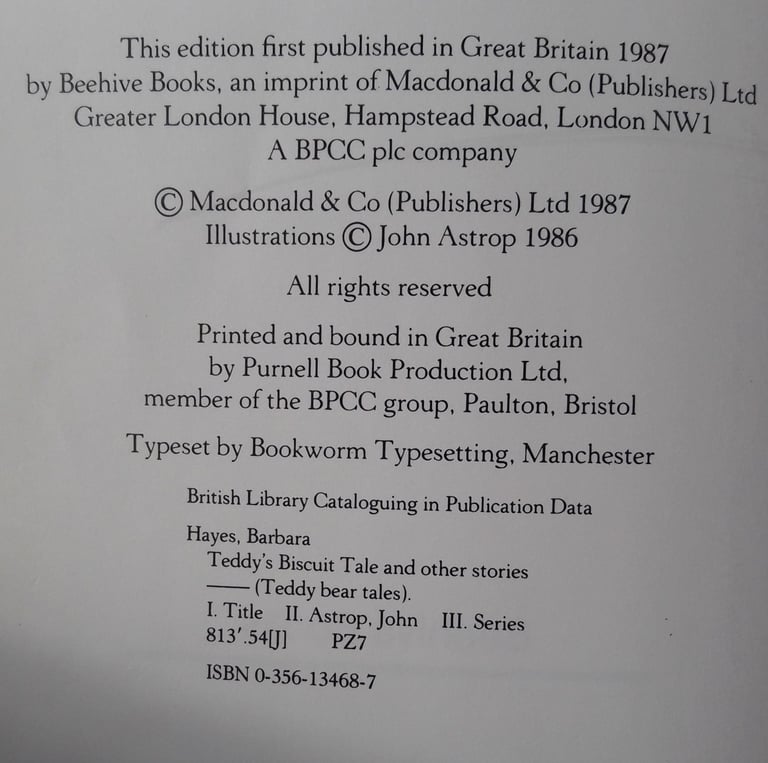 This edition first published in Great Britain 1987
by Beehive Books, an imprint of Macdonald & Co (Publishers) Ltd
Greater London House, Hampstead Road, London NW1
A BPCC plc company
© Macdonald & Co (Publishers) Ltd 1987
Illustrations © John Astrop 1986
All rights reserved
Printed and bound in Great Britain
by Purnell Book Production Ltd,
member of the BPCC group, Paulton, Bristol
Typeset by Bookworm Typesetting, Manchester
British Library Cataloguing in Publication Data
Hayes, Barbara
Teddy's Biscuit Tale and other stories
—— (Teddy bear tales).
I. Title II. Astrop, John III. Series
813′.54[J] PZ7
ISBN 0-356-13468-7